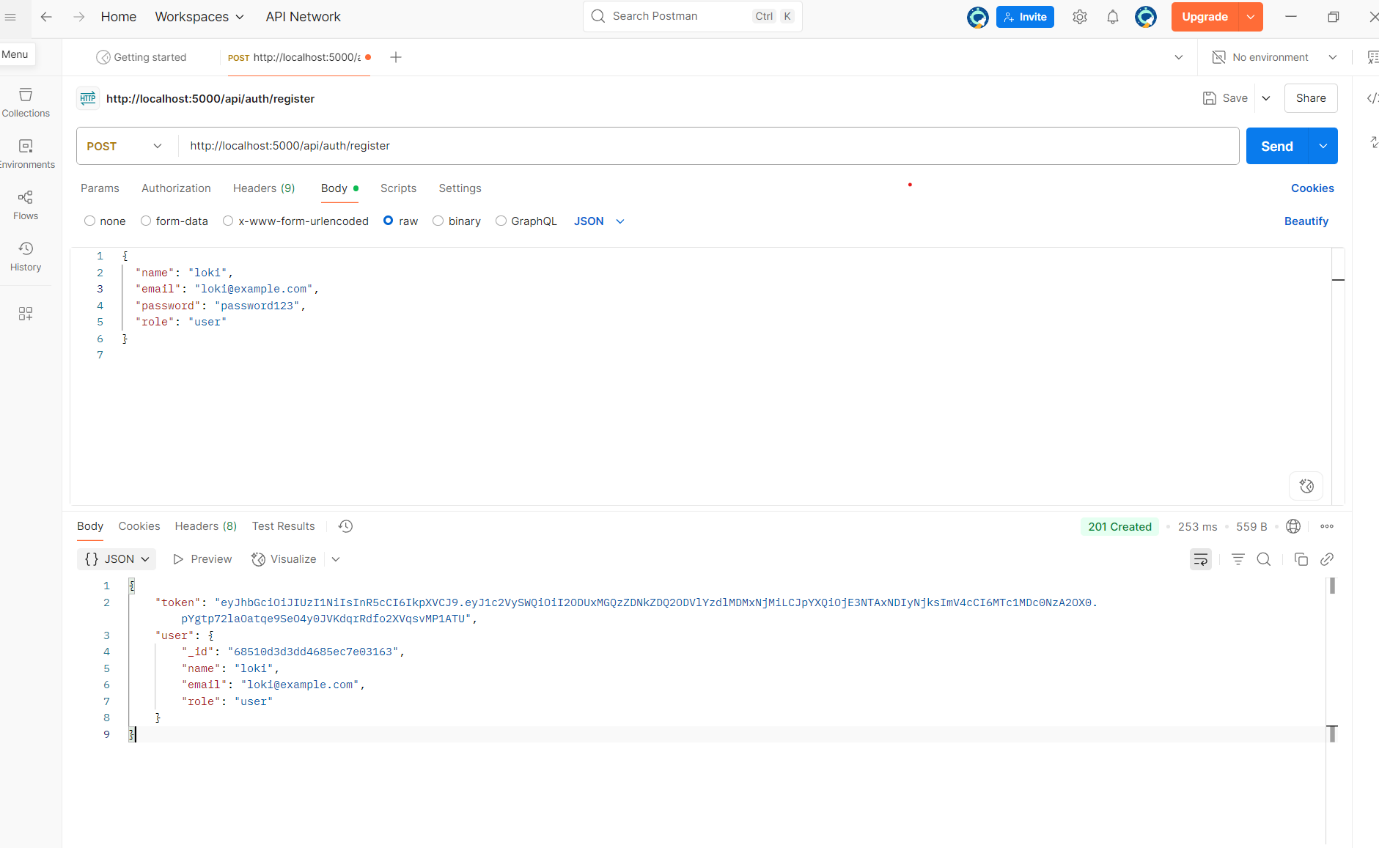 Home Workspaces API Network Search Postman Ctrl K Invite Upgrade
Menu
Getting started POST http://localhost:5000/a No environment
HTTP http://localhost:5000/api/auth/register Save Share
Collections
POST http://localhost:5000/api/auth/register Send
Environments
Params Authorization Headers (9) Body Scripts Settings Cookies
Flows
none form-data x-www-form-urlencoded raw binary GraphQL JSON Beautify
History
1 {
2 "name": "loki",
3 "email": "loki@example.com",
4 "password": "password123",
5 "role": "user"
6 }
7
Body Cookies Headers (8) Test Results 201 Created 253 ms 559 B
{} JSON Preview Visualize
1 {
2 "token": "eyJhbGciOiJIUzI1NiIsInR5cCI6IkpXVCJ9.eyJ1c2VySWQiOiI2ODUxMGQzZDNkZDQ2ODVlYzdlMDMxNjMiLCJpYXQiOjE3NTAxNDIyNjksImV4cCI6MTc1MDc0NzA2OX0.
pYgtp72laOatqe9SeO4y0JVKdqrRdfo2XVqsvMP1ATU",
3 "user": {
4 "_id": "68510d3d3dd4685ec7e03163",
5 "name": "loki",
6 "email": "loki@example.com",
7 "role": "user"
8 }
9 }